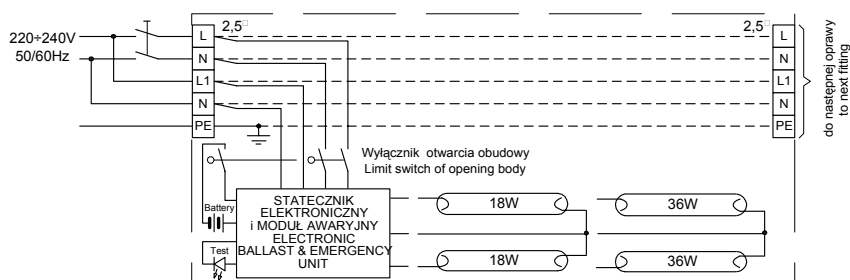 220÷240V
50/60Hz
L
N
L1
N
PE
2,5□
2,5□
L
N
L1
N
PE
do następnej oprawy
to next fitting
Wyłącznik otwarcia obudowy
Limit switch of opening body
Battery
Test
STATECZNIK
ELEKTRONICZNY
i MODUŁ AWARYJNY
ELECTRONIC
BALLAST & EMERGENCY
UNIT
18W
36W
18W
36W